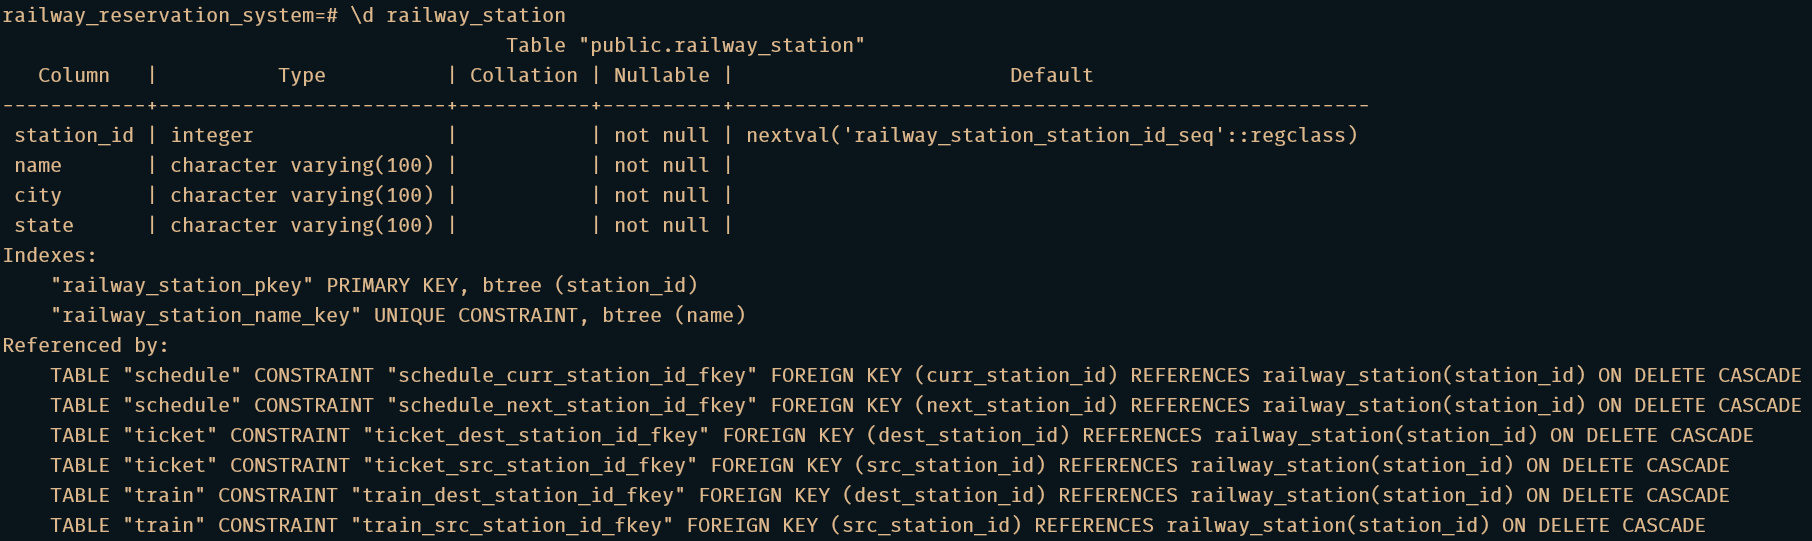 railway_reservation_system=# \d railway_station
                                          Table "public.railway_station"
   Column   |          Type          | Collation | Nullable |                       Default
------------+------------------------+-----------+----------+-----------------------------------------------------
 station_id | integer                |           | not null | nextval('railway_station_station_id_seq'::regclass)
 name       | character varying(100) |           | not null |
 city       | character varying(100) |           | not null |
 state      | character varying(100) |           | not null |
Indexes:
    "railway_station_pkey" PRIMARY KEY, btree (station_id)
    "railway_station_name_key" UNIQUE CONSTRAINT, btree (name)
Referenced by:
    TABLE "schedule" CONSTRAINT "schedule_curr_station_id_fkey" FOREIGN KEY (curr_station_id) REFERENCES railway_station(station_id) ON DELETE CASCADE
    TABLE "schedule" CONSTRAINT "schedule_next_station_id_fkey" FOREIGN KEY (next_station_id) REFERENCES railway_station(station_id) ON DELETE CASCADE
    TABLE "ticket" CONSTRAINT "ticket_dest_station_id_fkey" FOREIGN KEY (dest_station_id) REFERENCES railway_station(station_id) ON DELETE CASCADE
    TABLE "ticket" CONSTRAINT "ticket_src_station_id_fkey" FOREIGN KEY (src_station_id) REFERENCES railway_station(station_id) ON DELETE CASCADE
    TABLE "train" CONSTRAINT "train_dest_station_id_fkey" FOREIGN KEY (dest_station_id) REFERENCES railway_station(station_id) ON DELETE CASCADE
    TABLE "train" CONSTRAINT "train_src_station_id_fkey" FOREIGN KEY (src_station_id) REFERENCES railway_station(station_id) ON DELETE CASCADE